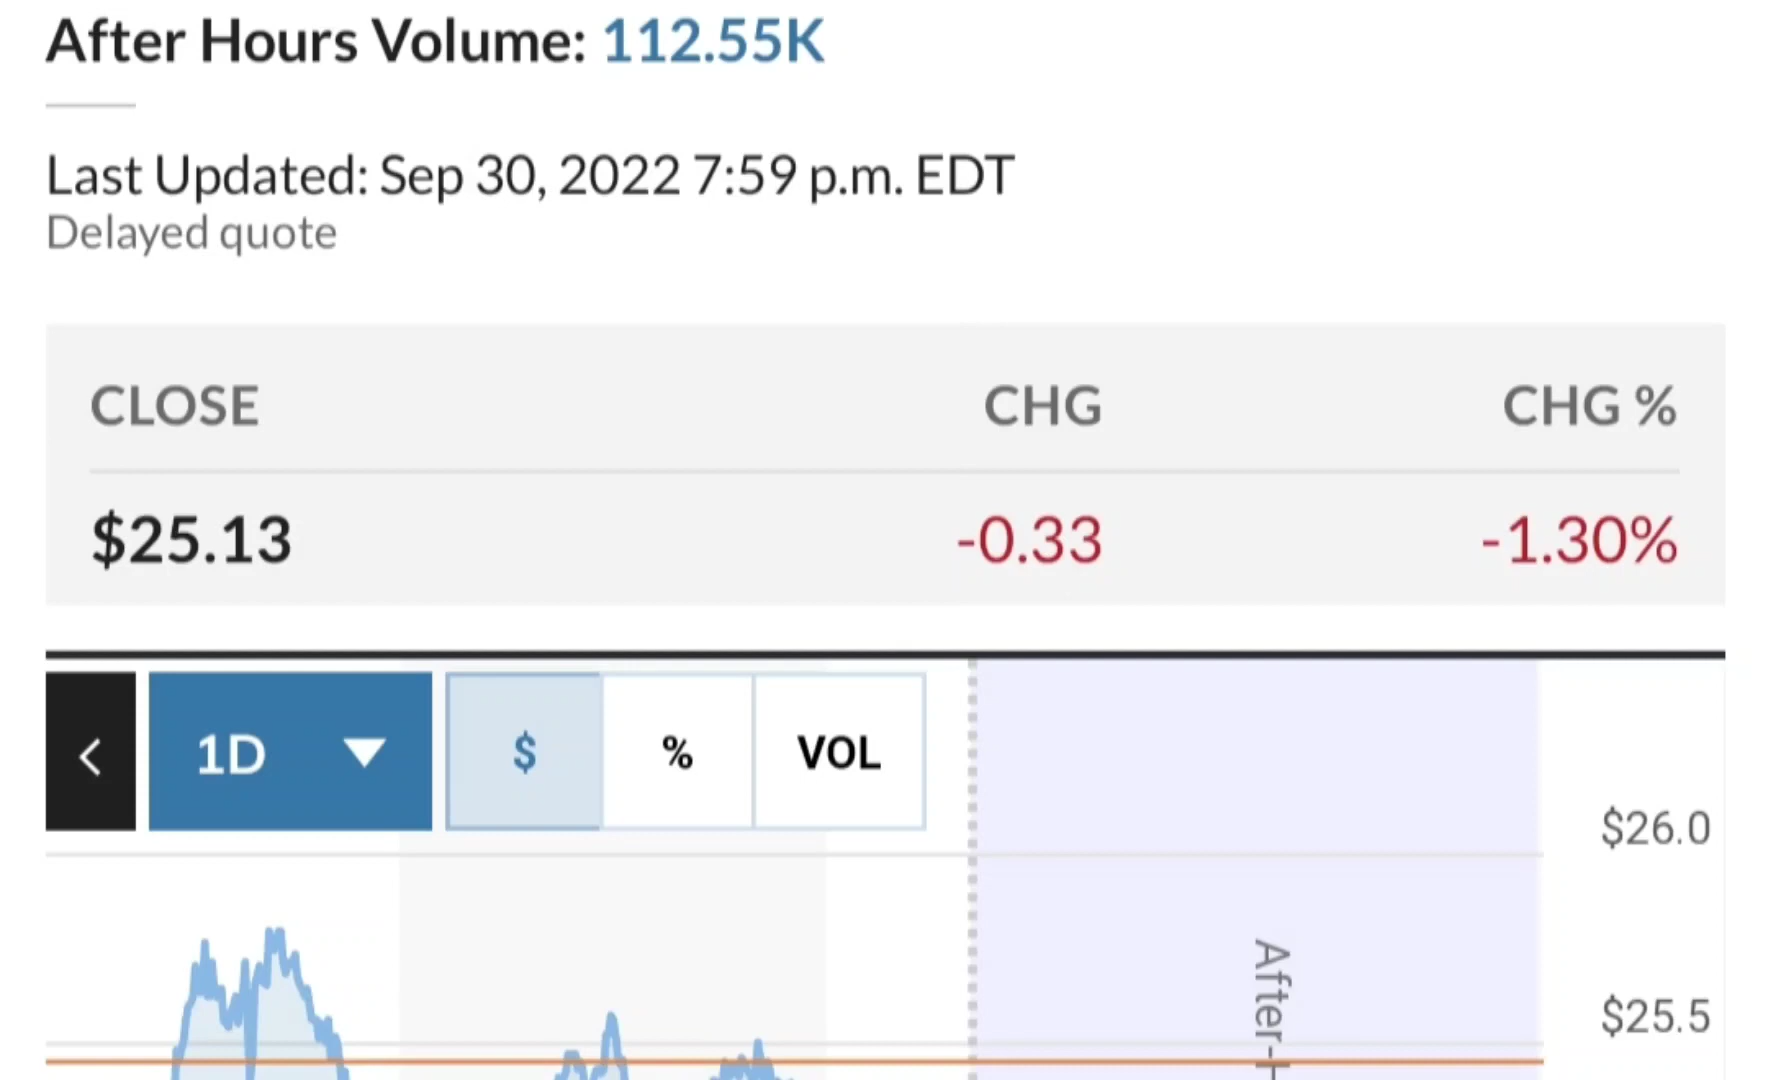 After Hours Volume: 112.55K
Last Updated: Sep 30, 2022 7:59 p.m. EDT
Delayed quote
CLOSE CHG CHG %
$25.13 -0.33 -1.30%
< 1D $ % VOL
$26.0
After-H
$25.5